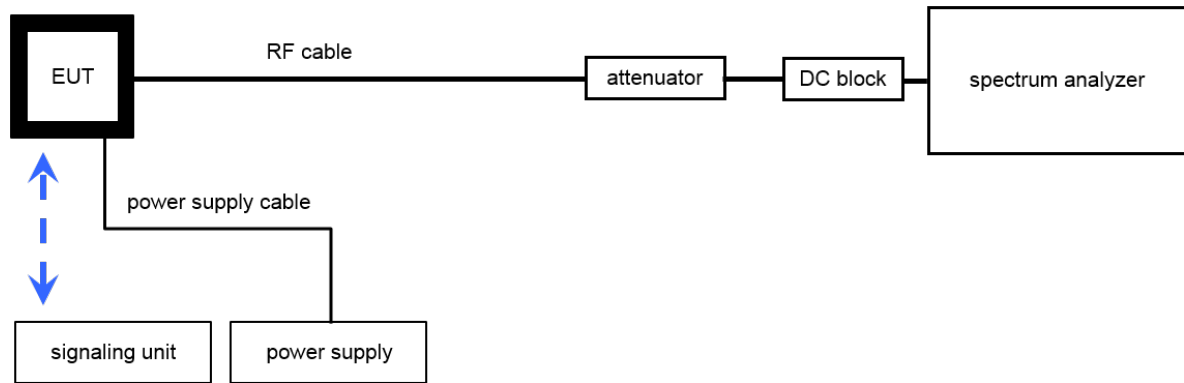 EUT
RF cable
attenuator
DC block
spectrum analyzer
power supply cable
signaling unit
power supply